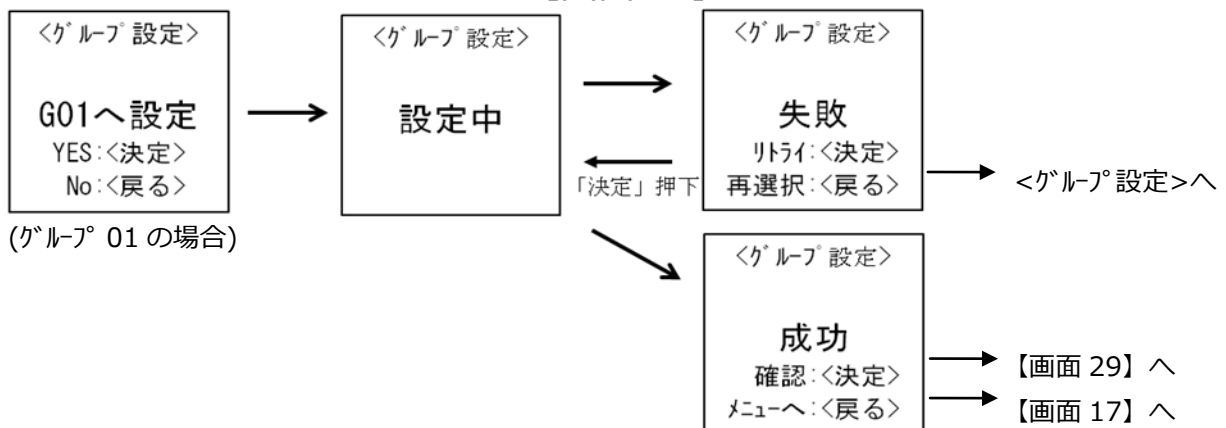 <グループ設定>
G01へ設定
YES:<決定>
No:<戻る>
(グループ 01 の場合)
<グループ設定>
設定中
「決定」押下
<グループ設定>
失敗
リトライ:<決定>
再選択:<戻る>
<グループ設定>へ
<グループ設定>
成功
確認:<決定>
メニューへ:<戻る>
【画面 29】へ
【画面 17】へ